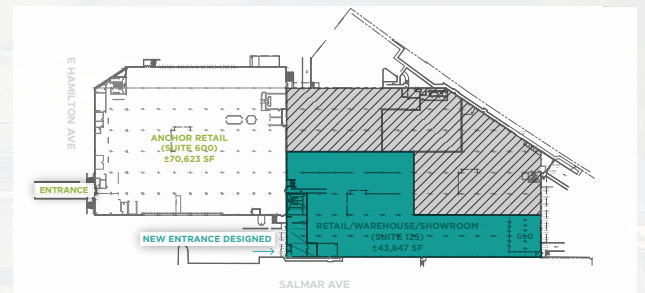 E HAMILTON AVE
ANCHOR RETAIL
(SUITE 600)
±70,623 SF
ENTRANCE
NEW ENTRANCE DESIGNED
RETAIL/WAREHOUSE/SHOWROOM
(SUITE 125)
±43,847 SF
SALMAR AVE